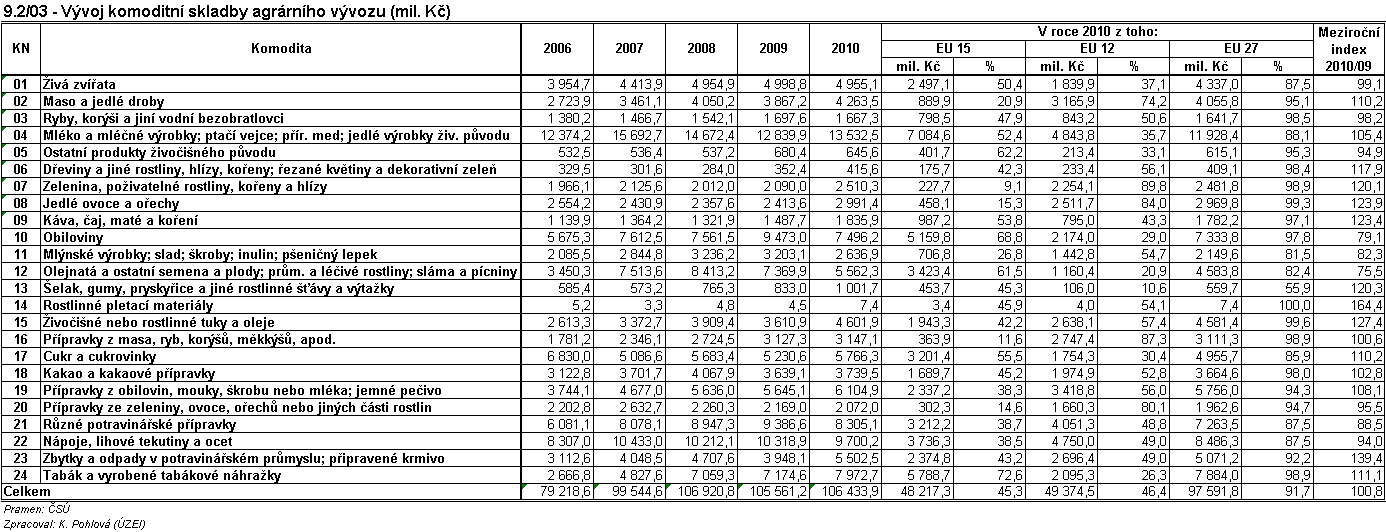 9.2/03 - Vývoj komoditní skladby agrárního vývozu (mil. Kč)
KN Komodita 2006 2007 2008 2009 2010 V roce 2010 z toho: Meziroční index 2010/09
EU 15 EU 12 EU 27
mil. Kč % mil. Kč % mil. Kč %
01 Živá zvířata 3 954,7 4 413,9 4 954,9 4 998,8 4 955,1 2 497,1 50,4 1 839,9 37,1 4 337,0 87,5 99,1
02 Maso a jedlé droby 2 723,9 3 461,1 4 050,2 3 867,2 4 263,5 889,9 20,9 3 165,9 74,2 4 055,8 95,1 110,2
03 Ryby, korýši a jiní vodní bezobratlovci 1 380,2 1 466,7 1 542,1 1 697,6 1 667,3 798,5 47,9 843,2 50,6 1 641,7 98,5 98,2
04 Mléko a mléčné výrobky; ptačí vejce; přír. med; jedlé výrobky živ. původu 12 374,2 15 692,7 14 672,4 12 839,9 13 532,5 7 084,6 52,4 4 843,8 35,7 11 928,4 88,1 105,4
05 Ostatní produkty živočišného původu 532,5 536,4 537,2 680,4 645,6 401,7 62,2 213,4 33,1 615,1 95,3 94,9
06 Dřeviny a jiné rostliny, hlízy, kořeny; řezané květiny a dekorativní zeleň 329,5 301,6 284,0 352,4 415,6 175,7 42,3 233,4 56,1 409,1 98,4 117,9
07 Zelenina, poživatelné rostliny, kořeny a hlízy 1 966,1 2 125,6 2 012,0 2 090,0 2 510,3 227,7 9,1 2 254,1 89,8 2 481,8 98,9 120,1
08 Jedlé ovoce a ořechy 2 554,2 2 430,9 2 357,6 2 413,6 2 991,4 458,1 15,3 2 511,7 84,0 2 969,8 99,3 123,9
09 Káva, čaj, maté a koření 1 139,9 1 364,2 1 321,9 1 487,7 1 835,9 987,2 53,8 795,0 43,3 1 782,2 97,1 123,4
10 Obiloviny 5 675,3 7 612,5 7 561,5 9 473,0 7 496,2 5 159,8 68,8 2 174,0 29,0 7 333,8 97,8 79,1
11 Mlýnské výrobky; slad; škroby; inulin; pšeničný lepek 2 085,5 2 844,8 3 236,2 3 203,1 2 636,9 706,8 26,8 1 442,8 54,7 2 149,6 81,5 82,3
12 Olejnatá a ostatní semena a plody; prům. a léčivé rostliny; sláma a pícniny 3 450,3 7 513,6 8 413,2 7 369,9 5 562,3 3 423,4 61,5 1 160,4 20,9 4 583,8 82,4 75,5
13 Šelak, gumy, pryskyřice a jiné rostlinné šťávy a výtažky 585,4 573,2 765,3 833,0 1 001,7 453,7 45,3 106,0 10,6 559,7 55,9 120,3
14 Rostlinné pletací materiály 5,2 3,3 4,8 4,5 7,4 3,4 45,9 4,0 54,1 7,4 100,0 164,4
15 Živočišné nebo rostlinné tuky a oleje 2 613,3 3 372,7 3 909,4 3 610,9 4 601,9 1 943,3 42,2 2 638,1 57,4 4 581,4 99,6 127,4
16 Přípravky z masa, ryb, korýšů, měkkýšů, apod. 1 781,2 2 346,1 2 724,5 3 127,3 3 147,1 363,9 11,6 2 747,4 87,3 3 111,3 98,9 100,6
17 Cukr a cukrovinky 6 830,0 5 086,6 5 683,4 5 230,6 5 766,3 3 201,4 55,5 1 754,3 30,4 4 955,7 85,9 110,2
18 Kakao a kakaové přípravky 3 122,8 3 701,7 4 067,9 3 639,1 3 739,5 1 689,7 45,2 1 974,9 52,8 3 664,6 98,0 102,8
19 Přípravky z obilovin, mouky, škrobu nebo mléka; jemné pečivo 3 744,1 4 677,0 5 636,0 5 645,1 6 104,9 2 337,2 38,3 3 418,8 56,0 5 756,0 94,3 108,1
20 Přípravky ze zeleniny, ovoce, ořechů nebo jiných části rostlin 2 202,8 2 632,7 2 260,3 2 169,0 2 072,0 302,3 14,6 1 660,3 80,1 1 962,6 94,7 95,5
21 Různé potravinářské přípravky 6 081,1 8 078,1 8 947,3 9 386,6 8 305,1 3 212,2 38,7 4 051,3 48,8 7 263,5 87,5 88,5
22 Nápoje, lihové tekutiny a ocet 8 307,0 10 433,0 10 212,1 10 318,9 9 700,2 3 736,3 38,5 4 750,0 49,0 8 486,3 87,5 94,0
23 Zbytky a odpady v potravinářském průmyslu; připravené krmivo 3 112,6 4 048,5 4 707,6 3 948,1 5 502,5 2 374,8 43,2 2 696,4 49,0 5 071,2 92,2 139,4
24 Tabák a vyrobené tabákové náhražky 2 666,8 4 827,6 7 059,3 7 174,6 7 972,7 5 788,7 72,6 2 095,3 26,3 7 884,0 98,9 111,1
Celkem 79 218,6 99 544,6 106 920,8 105 561,2 106 433,9 48 217,3 45,3 49 374,5 46,4 97 591,8 91,7 100,8
Pramen: ČSÚ
Zpracoval: K. Pohlová (ÚZEI)